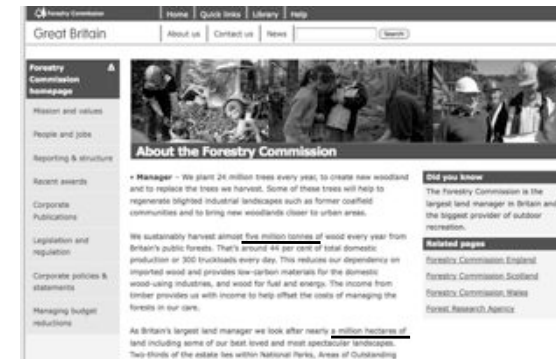 Forestry Commission
Home Quick links Library Help
Great Britain
About us Contact us News Search
Forestry
Commission
homepage
Mission and values
People and jobs
Reporting & structure
Recent awards
Corporate
Publications
Legislation and
regulation
Corporate policies &
statements
Managing budget
reductions
About the Forestry Commission
• Manager – We plant 24 million trees every year, to create new woodland
and to replace the trees we harvest. Some of these trees will help to
regenerate blighted industrial landscapes such as former coalfield
communities and to bring new woodlands closer to urban areas.
We sustainably harvest almost five million tonnes of wood every year from
Britain's public forests. That's around 44 per cent of total domestic
production or 300 truckloads every day. This reduces our dependency on
imported wood and provides low-carbon materials for the domestic
wood-using industries, and wood for fuel and energy. The income from
timber provides us with income to help offset the costs of managing the
forests in our care.
As Britain's largest land manager we look after nearly a million hectares of
land including some of our best loved and most spectacular landscapes.
Two-thirds of the estate lies within National Parks, Areas of Outstanding
Did you know
The Forestry Commission is the
largest land manager in Britain and
the biggest provider of outdoor
recreation.
Related pages
Forestry Commission England
Forestry Commission Scotland
Forestry Commission Wales
Forest Research Agency